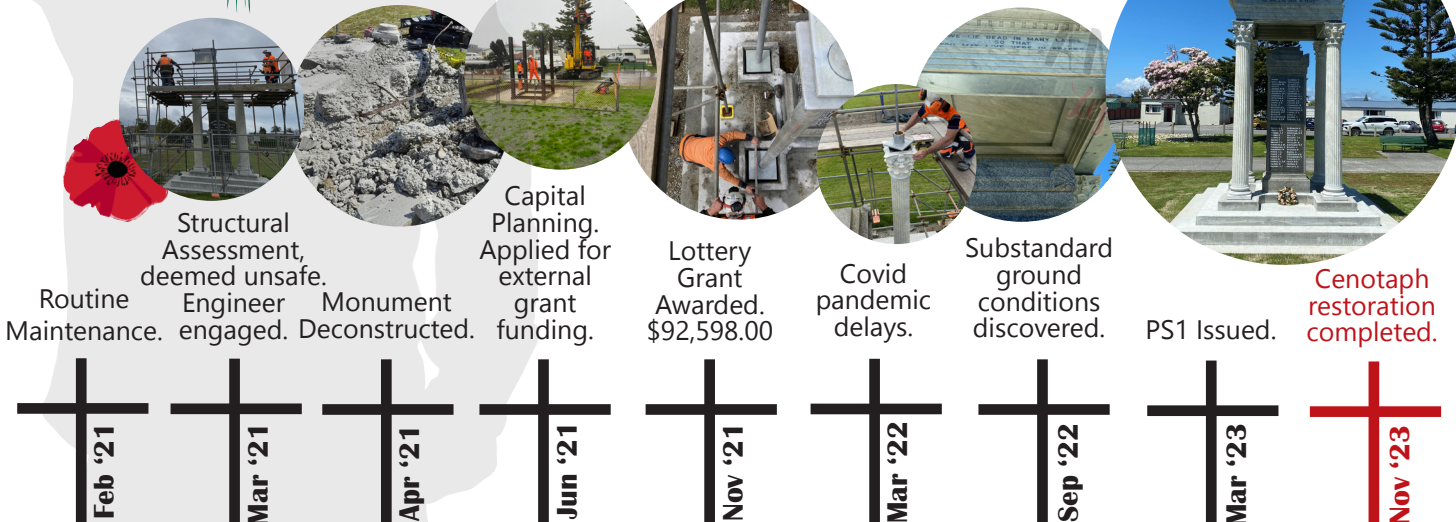 Routine
Maintenance.
Structural
Assessment,
deemed unsafe.
Engineer
engaged.
Monument
Deconstructed.
Capital
Planning.
Applied for
external
grant
funding.
Lottery
Grant
Awarded.
$92,598.00
Covid
pandemic
delays.
Substandard
ground
conditions
discovered.
PS1 Issued.
Cenotaph
restoration
completed.
Feb ‘21
Mar ‘21
Apr ‘21
Jun ‘21
Nov ‘21
Mar ‘22
Sep ‘22
Mar ‘23
Nov ‘23